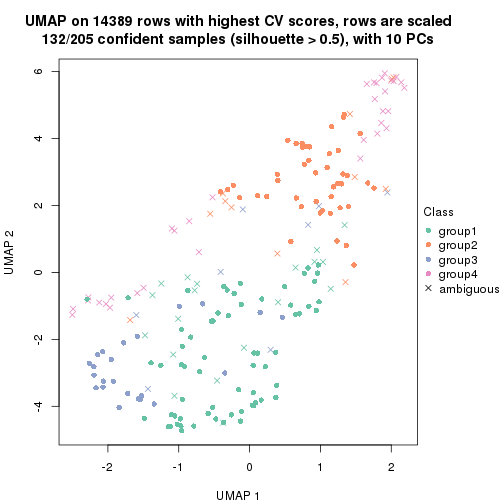 UMAP on 14389 rows with highest CV scores, rows are scaled
132/205 confident samples (silhouette > 0.5), with 10 PCs
6
4
2
0
-2
-4
UMAP 2
-2
-1
0
1
2
UMAP 1
Class
group1
group2
group3
group4
ambiguous